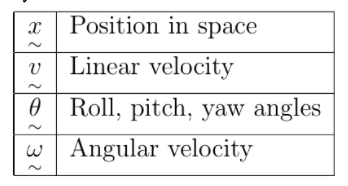 x̰ Position in space
v̰ Linear velocity
θ̰ Roll, pitch, yaw angles
ω̰ Angular velocity